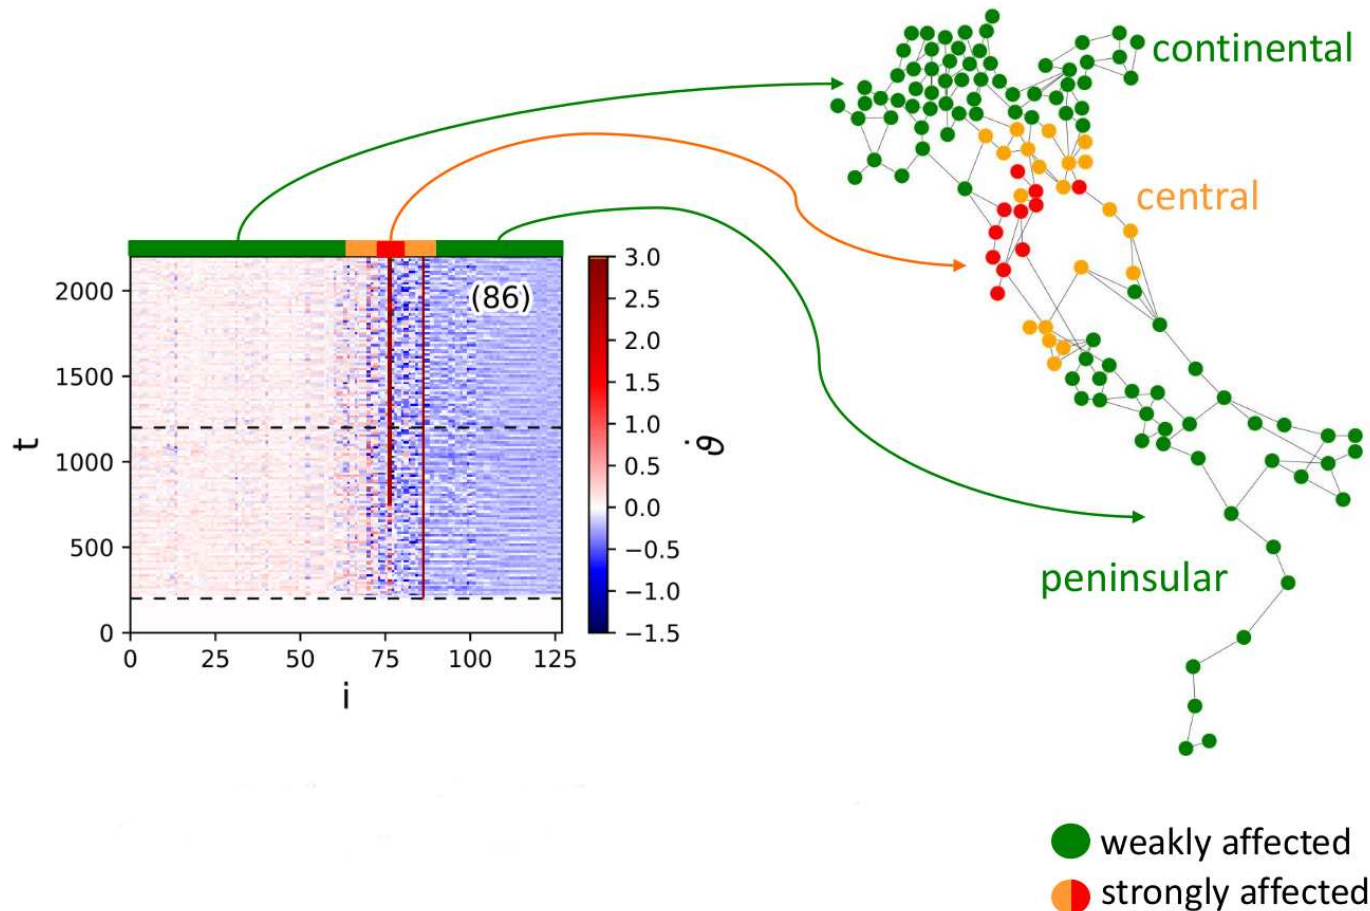 continental
central
peninsular
(86)
t
2000
1500
1000
500
0
0 25 50 75 100 125
i
3.0
2.5
2.0
1.5
1.0
0.5
0.0
−0.5
−1.0
−1.5
ϑ̇
weakly affected
strongly affected